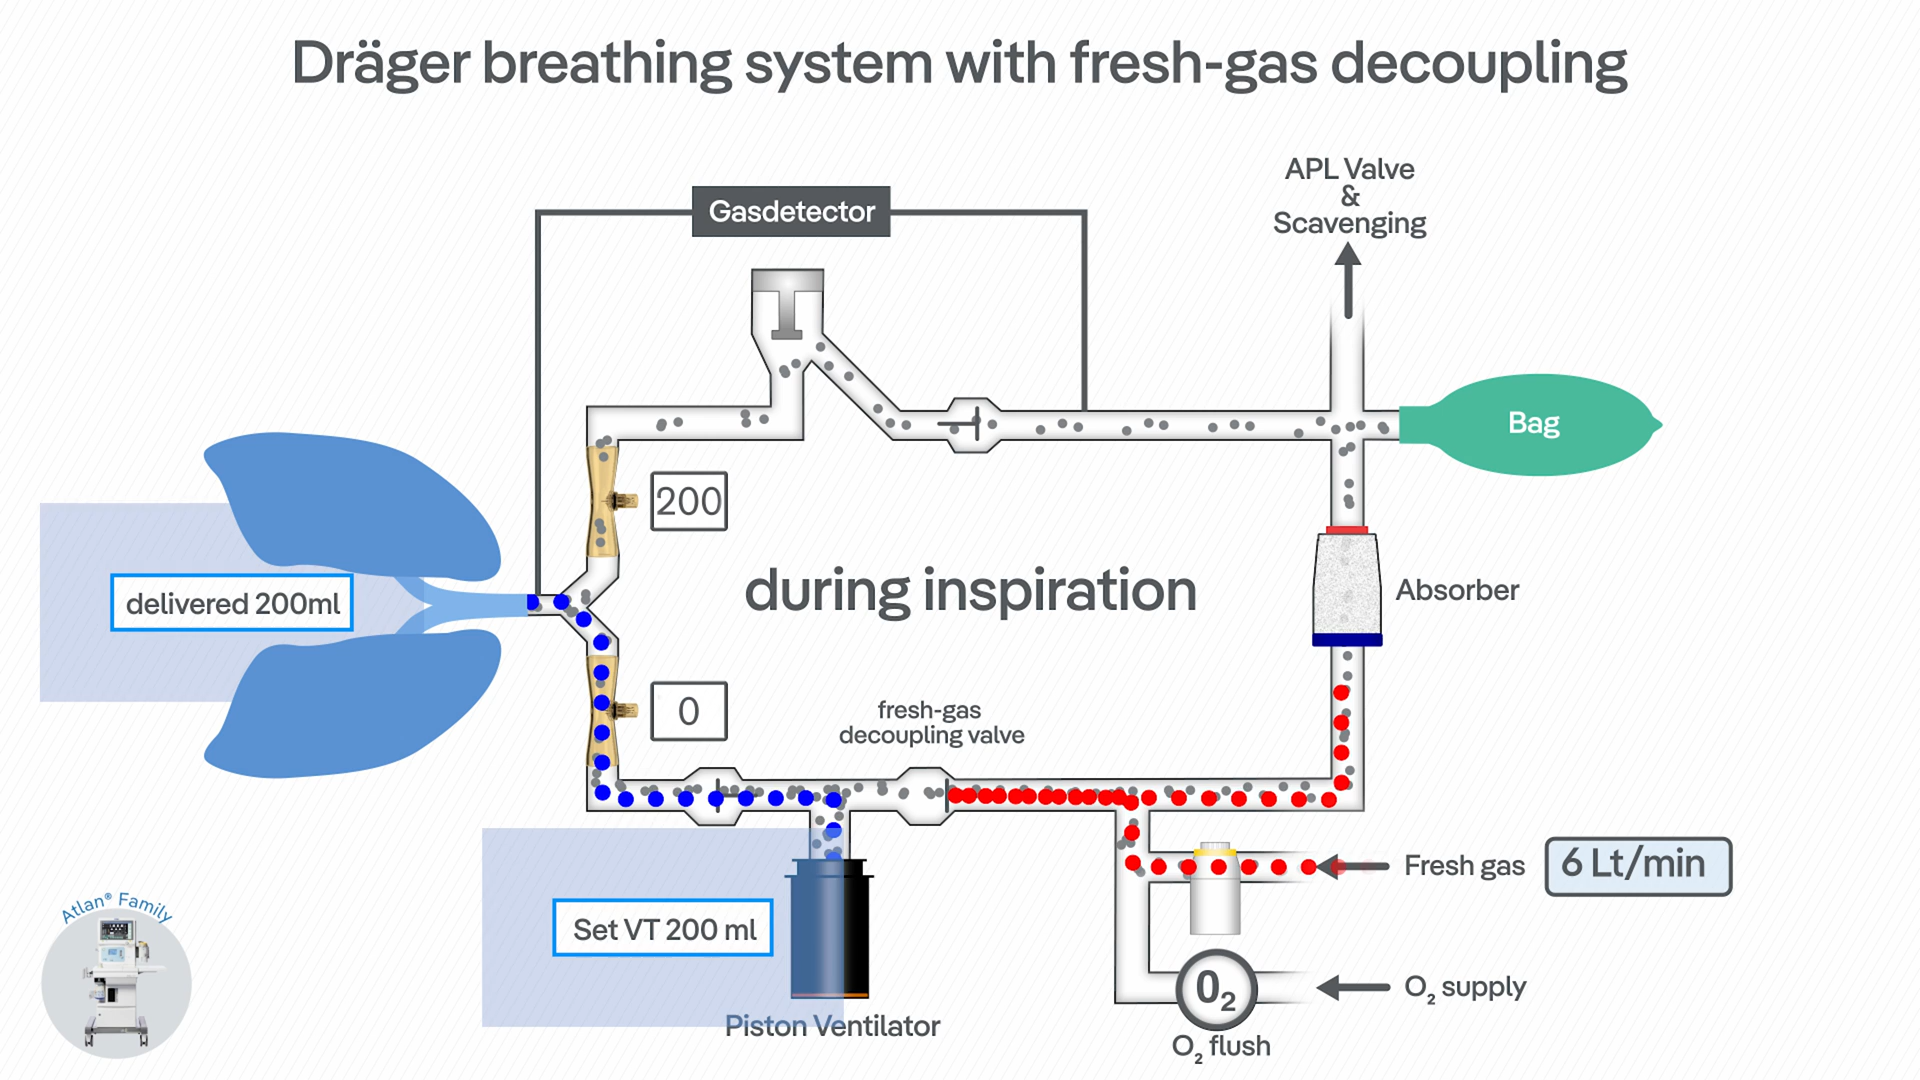 Dräger breathing system with fresh-gas decoupling
APL Valve
&
Scavenging
Gasdetector
Bag
200
during inspiration
Absorber
delivered 200ml
0
fresh-gas
decoupling valve
Fresh gas
6 Lt/min
Set VT 200 ml
Atlan® Family
O₂
O₂ supply
Piston Ventilator
O₂ flush